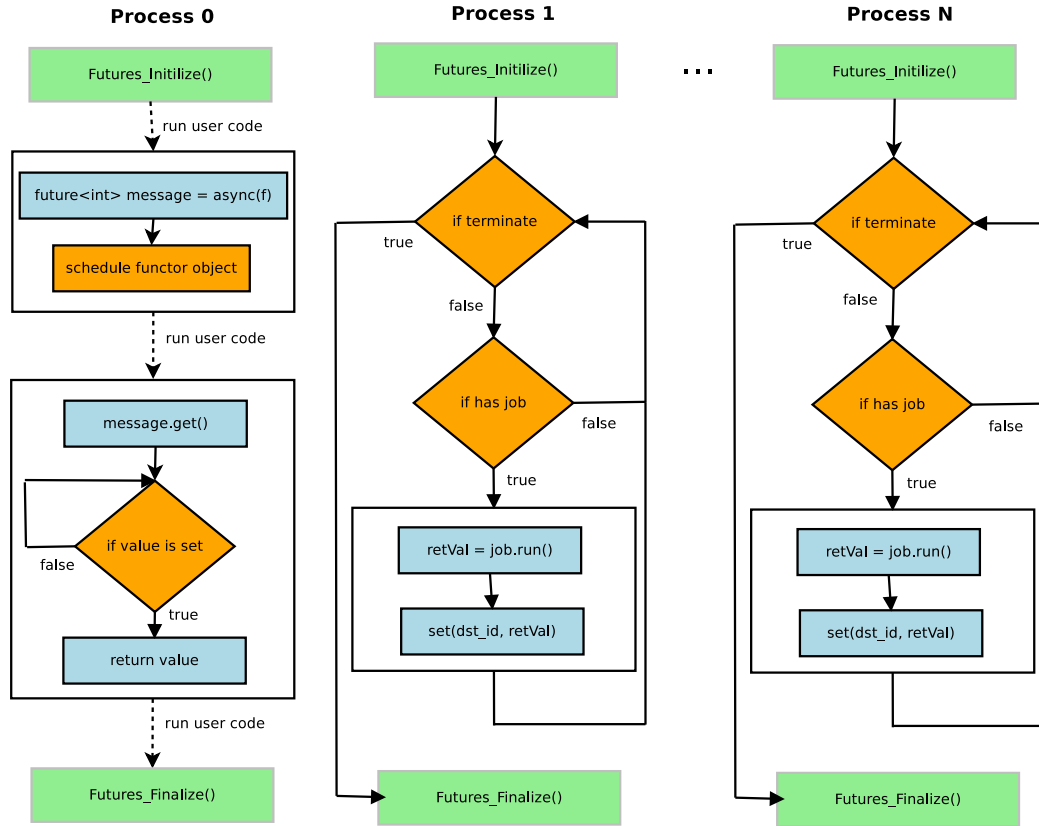 Process 0
Futures_Initilize()
run user code
future<int> message = async(f)
schedule functor object
run user code
message.get()
if value is set
false
true
return value
run user code
Futures_Finalize()
Process 1
Futures_Initilize()
if terminate
true
false
if has job
false
true
retVal = job.run()
set(dst_id, retVal)
Futures_Finalize()
...
Process N
Futures_Initilize()
if terminate
true
false
if has job
false
true
retVal = job.run()
set(dst_id, retVal)
Futures_Finalize()